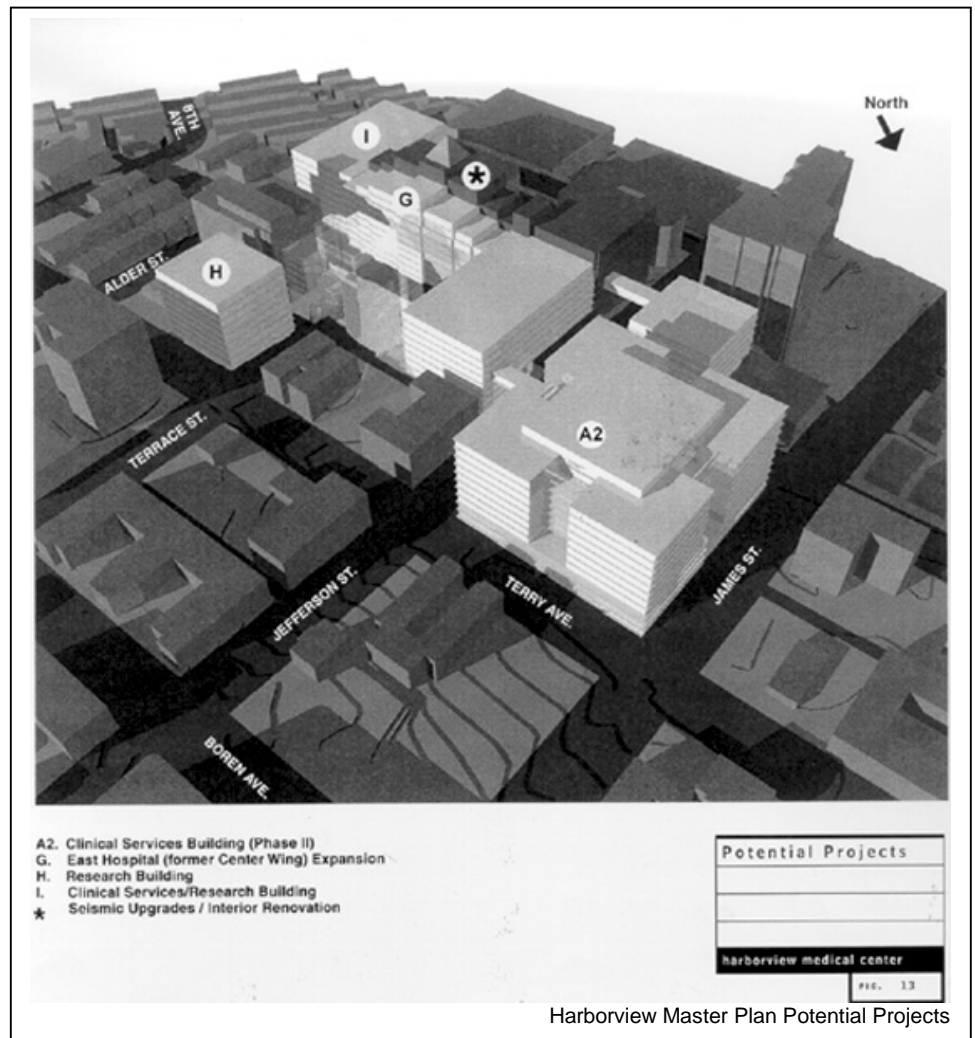 North
8TH
AVE.
I
*
G
H
ALDER ST.
A2
TERRACE ST.
JAMES ST.
TERRY AVE.
JEFFERSON ST.
BOREN AVE.
A2. Clinical Services Building (Phase II)
G. East Hospital (former Center Wing) Expansion
H. Research Building
I. Clinical Services/Research Building
* Seismic Upgrades / Interior Renovation
Potential Projects
harborview medical center
FIG. 13
Harborview Master Plan Potential Projects